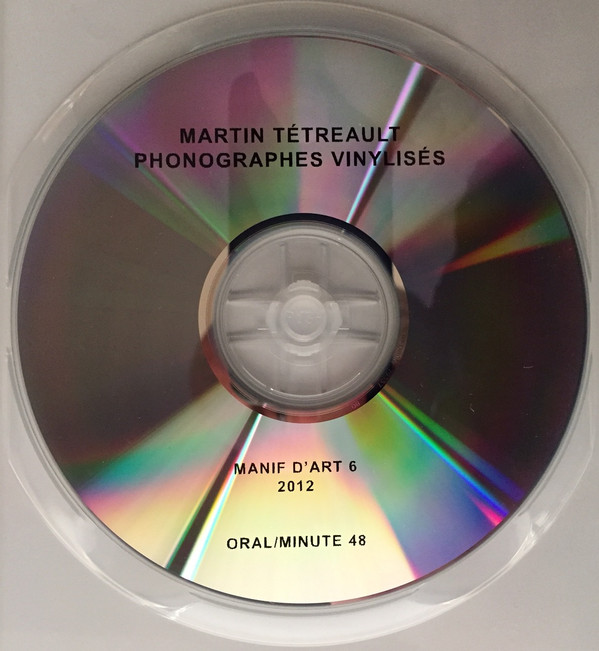 MARTIN TÉTREAULT
PHONOGRAPHES VINYLISÉS
MANIF D'ART 6
2012
ORAL/MINUTE 48